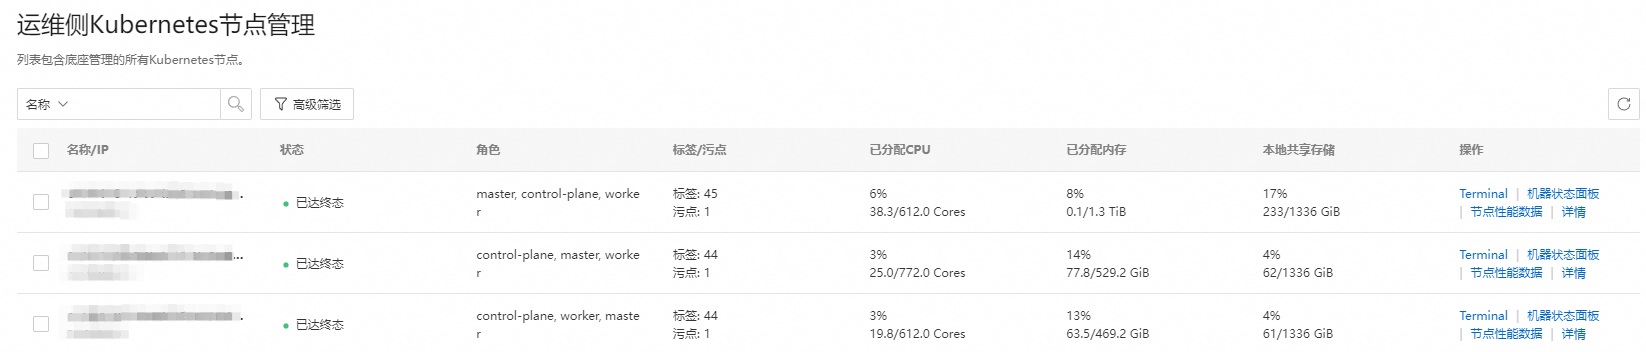 运维侧Kubernetes节点管理
列表包含底座管理的所有Kubernetes节点。
名称 高级筛选
名称/IP 状态 角色 标签/污点 已分配CPU 已分配内存 本地共享存储 操作
master, control-plane, worke 标签: 45 6% 8% 17% Terminal | 机器状态面板
已达终态
r 污点: 1 38.3/612.0 Cores 0.1/1.3 TiB 233/1336 GiB | 节点性能数据 | 详情
... control-plane, master, worke 标签: 44 3% 14% 4% Terminal | 机器状态面板
已达终态
r 污点: 1 25.0/772.0 Cores 77.8/529.2 GiB 62/1336 GiB | 节点性能数据 | 详情
control-plane, worker, maste 标签: 44 3% 13% 4% Terminal | 机器状态面板
已达终态
r 污点: 1 19.8/612.0 Cores 63.5/469.2 GiB 61/1336 GiB | 节点性能数据 | 详情